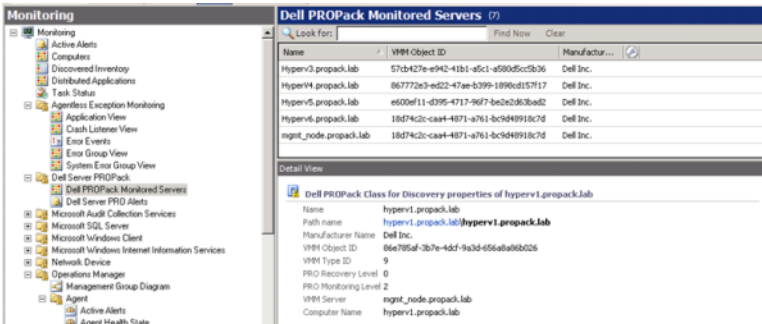 Monitoring
Monitoring
Active Alerts
Computers
Discovered Inventory
Distributed Applications
Task Status
Agentless Exception Monitoring
Application View
Crash Listener View
Error Events
Error Group View
System Error Group View
Dell Server PROPack
Dell PROPack Monitored Servers
Dell Server PRO Alerts
Microsoft Audit Collection Services
Microsoft SQL Server
Microsoft Windows Client
Microsoft Windows Internet Information Services
Network Device
Operations Manager
Management Group Diagram
Agent
Active Alerts
Agent Health State
Dell PROPack Monitored Servers (7)
Look for: Find Now Clear
Name VMM Object ID Manufactur...
Hyperv3.propack.lab 57cb427e-e942-41b1-a5c1-a580d5cc5b36 Dell Inc.
HyperV4.propack.lab 867772e3-ed22-47ae-b399-1898cd157f17 Dell Inc.
Hyperv5.propack.lab e600ef11-d395-4717-96f7-be2e2d63bad2 Dell Inc.
Hyperv6.propack.lab 18d74c2c-caa4-4871-a761-bc9d48918c7d Dell Inc.
mgmt_node.propack.lab 18d74c2c-caa4-4871-a761-bc9d48918c7d Dell Inc.
Detail View
Dell PROPack Class for Discovery properties of hyperv1.propack.lab
Name hyperv1.propack.lab
Path name hyperv1.propack.lab\hyperv1.propack.lab
Manufacturer Name Dell Inc.
VMM Object ID 86e785af-3b7e-4dcf-9a3d-656a8a86b026
VMM Type ID 9
PRO Recovery Level 0
PRO Monitoring Level 2
VMM Server mgmt_node.propack.lab
Computer Name hyperv1.propack.lab